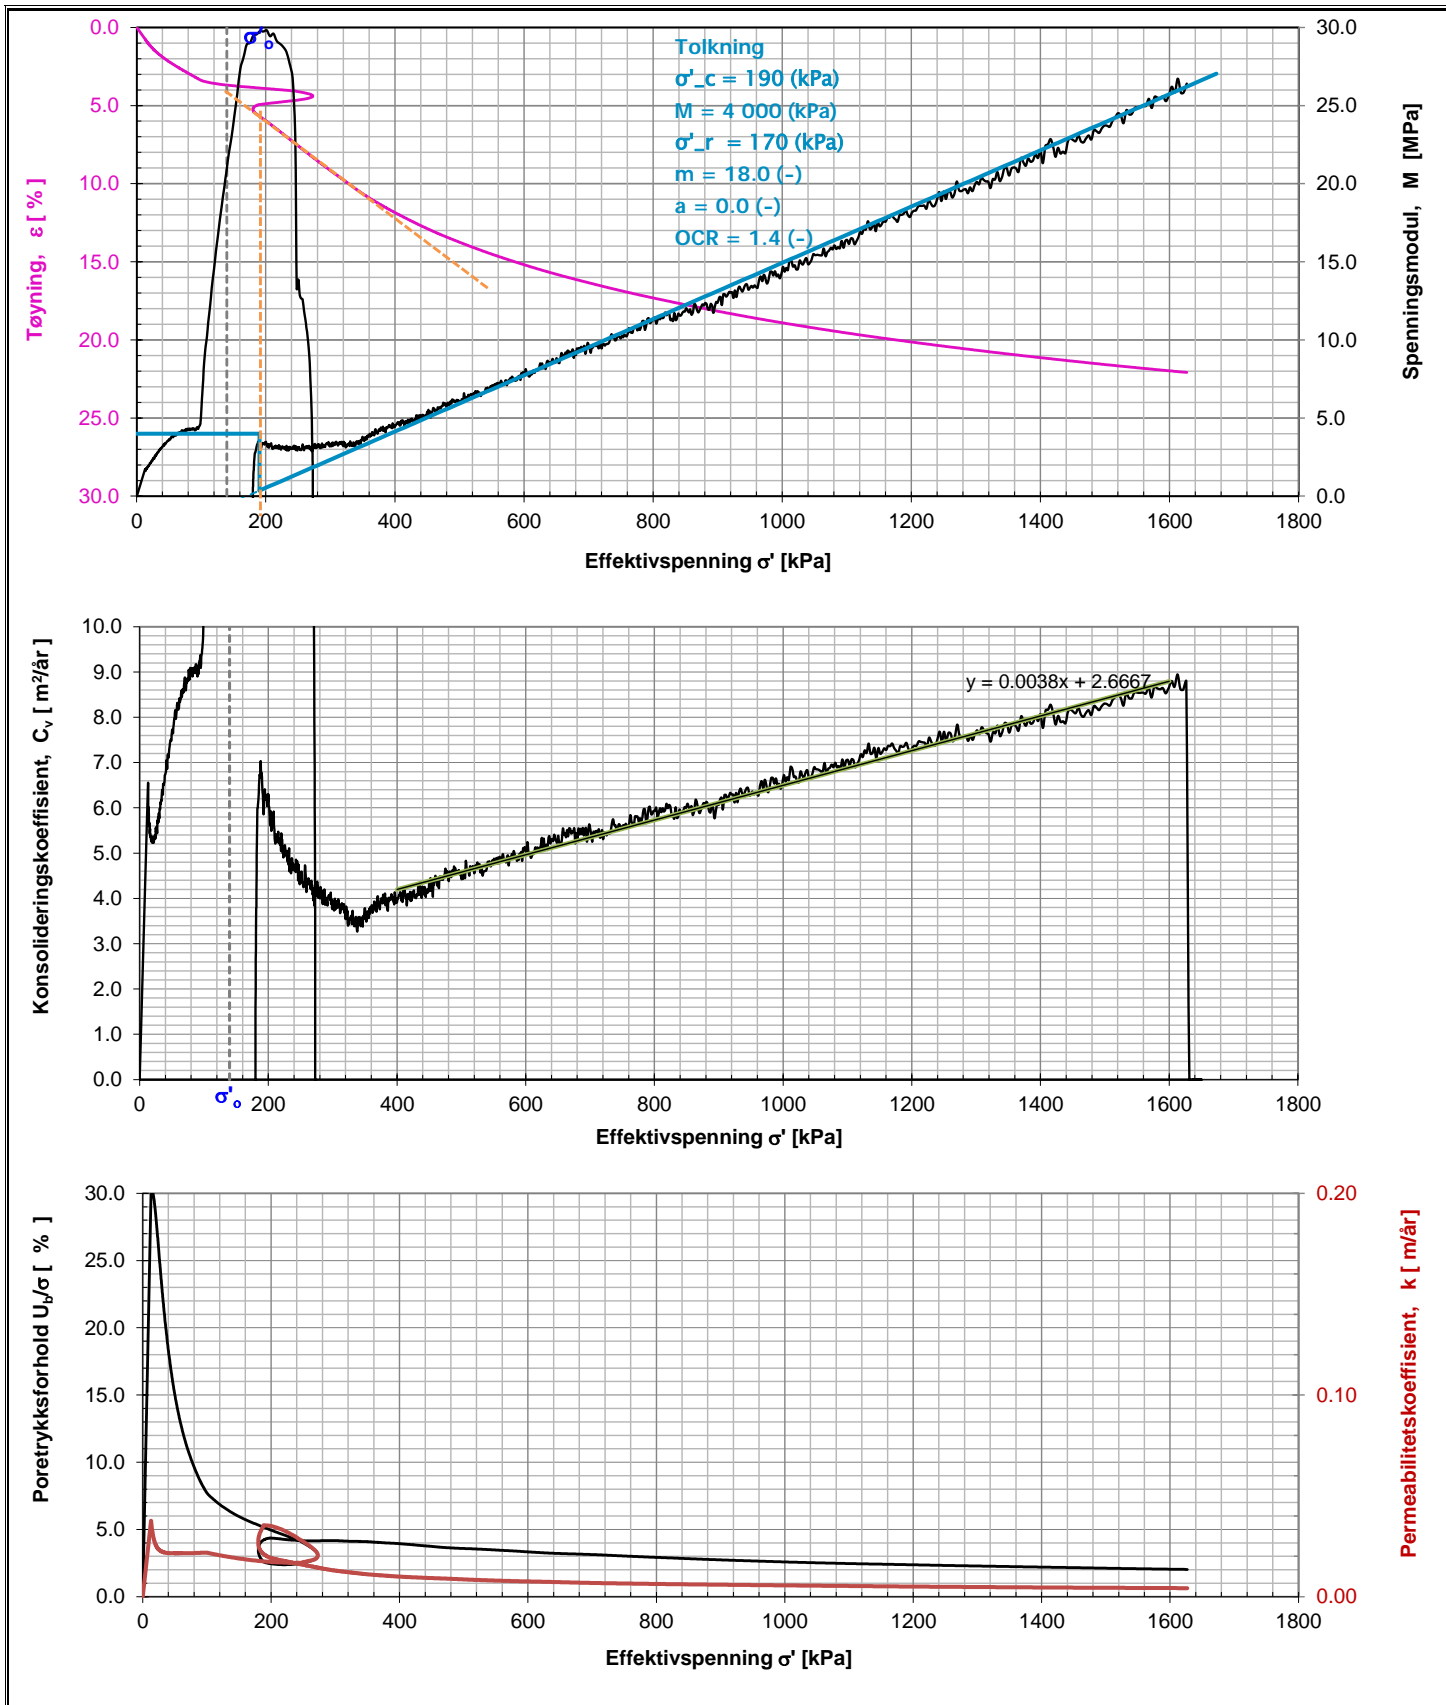 0.0
5.0
10.0
15.0
20.0
25.0
30.0
Tøyning, ε [ % ]
σ'o
Tolkning
σ'_c = 190 (kPa)
M = 4 000 (kPa)
σ'_r = 170 (kPa)
m = 18.0 (-)
a = 0.0 (-)
OCR = 1.4 (-)
30.0
25.0
20.0
15.0
10.0
5.0
0.0
Spenningsmodul, M [MPa]
0 200 400 600 800 1000 1200 1400 1600 1800
Effektivspenning σ' [kPa]
10.0
9.0
8.0
7.0
6.0
5.0
4.0
3.0
2.0
1.0
0.0
Konsolideringskoeffisient, Cv [m²/år ]
y = 0.0038x + 2.6667
0 σ'o 200 400 600 800 1000 1200 1400 1600 1800
Effektivspenning σ' [kPa]
30.0
25.0
20.0
15.0
10.0
5.0
0.0
Poretrykksforhold Ub/σ [ % ]
0.20
0.10
0.00
Permeabilitetskoeffisient, k [ m/år]
0 200 400 600 800 1000 1200 1400 1600 1800
Effektivspenning σ' [kPa]